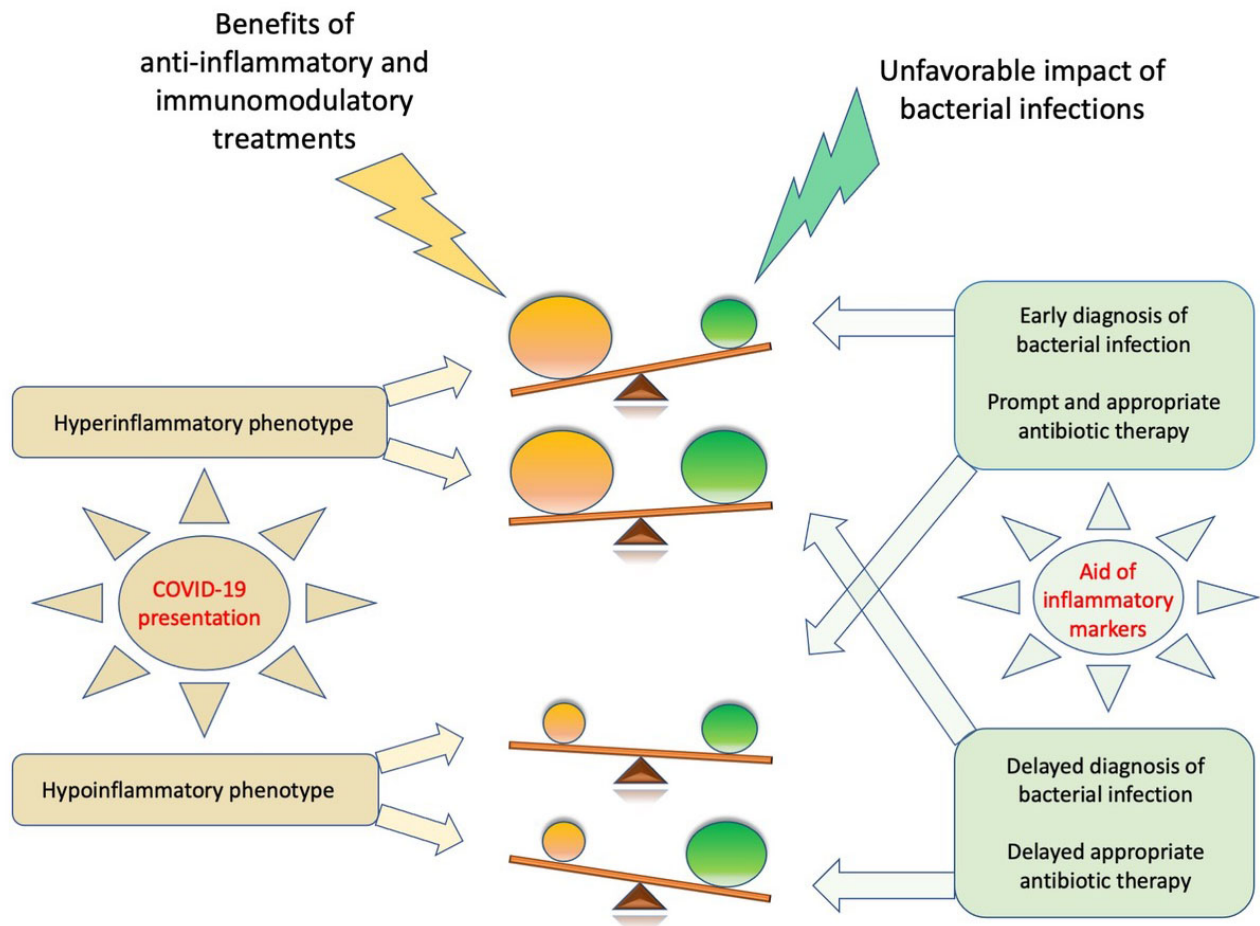 Benefits of
anti-inflammatory and
immunomodulatory
treatments
Unfavorable impact of
bacterial infections
Hyperinflammatory phenotype
COVID-19
presentation
Hypoinflammatory phenotype
Early diagnosis of
bacterial infection
Prompt and appropriate
antibiotic therapy
Aid of
inflammatory
markers
Delayed diagnosis of
bacterial infection
Delayed appropriate
antibiotic therapy